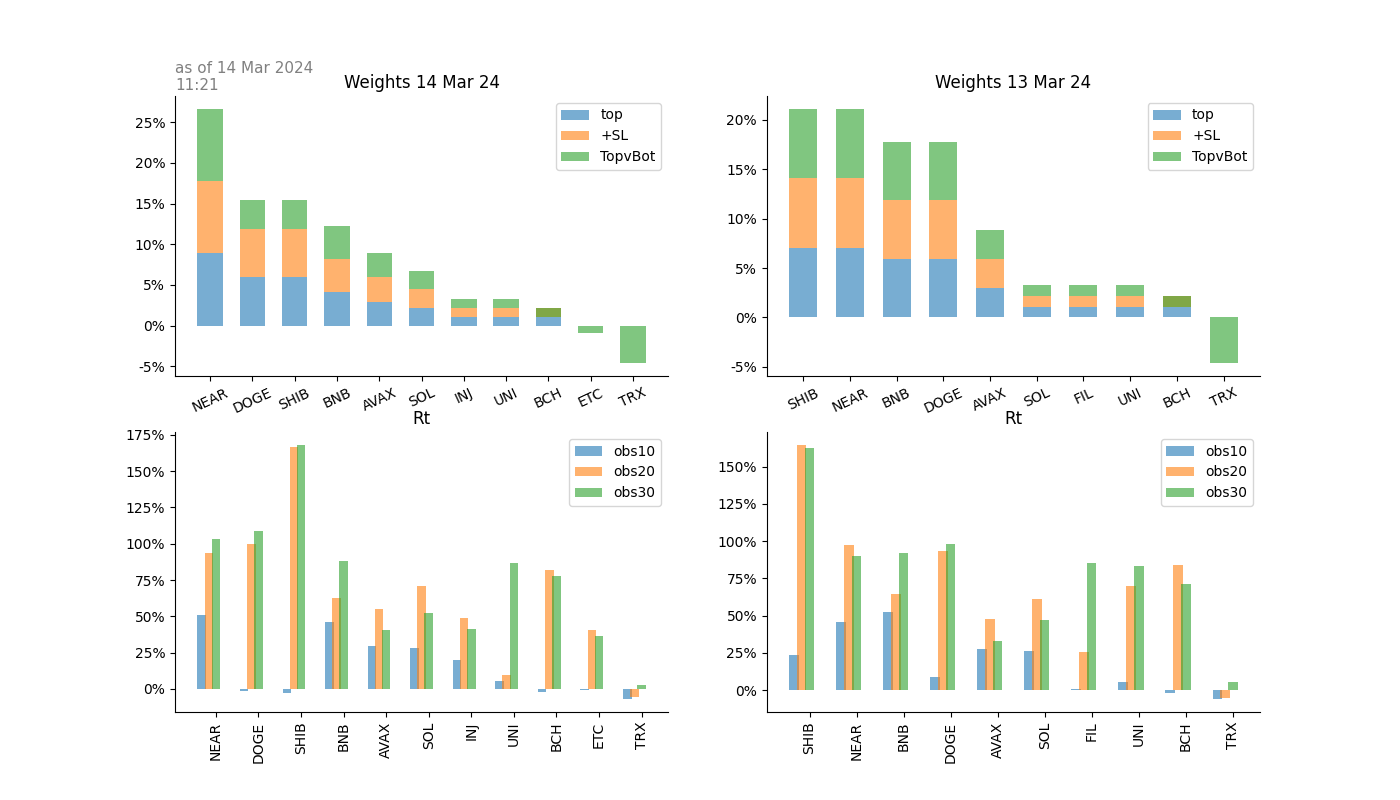 as of 14 Mar 2024
11:21
Weights 14 Mar 24
25%
20%
15%
10%
5%
0%
-5%
top
+SL
TopvBot
NEAR DOGE SHIB BNB AVAX SOL INJ UNI BCH ETC TRX
Weights 13 Mar 24
20%
15%
10%
5%
0%
-5%
top
+SL
TopvBot
SHIB NEAR BNB DOGE AVAX SOL FIL UNI BCH TRX
Rt
175%
150%
125%
100%
75%
50%
25%
0%
obs10
obs20
obs30
NEAR DOGE SHIB BNB AVAX SOL INJ UNI BCH ETC TRX
Rt
150%
125%
100%
75%
50%
25%
0%
obs10
obs20
obs30
SHIB NEAR BNB DOGE AVAX SOL FIL UNI BCH TRX